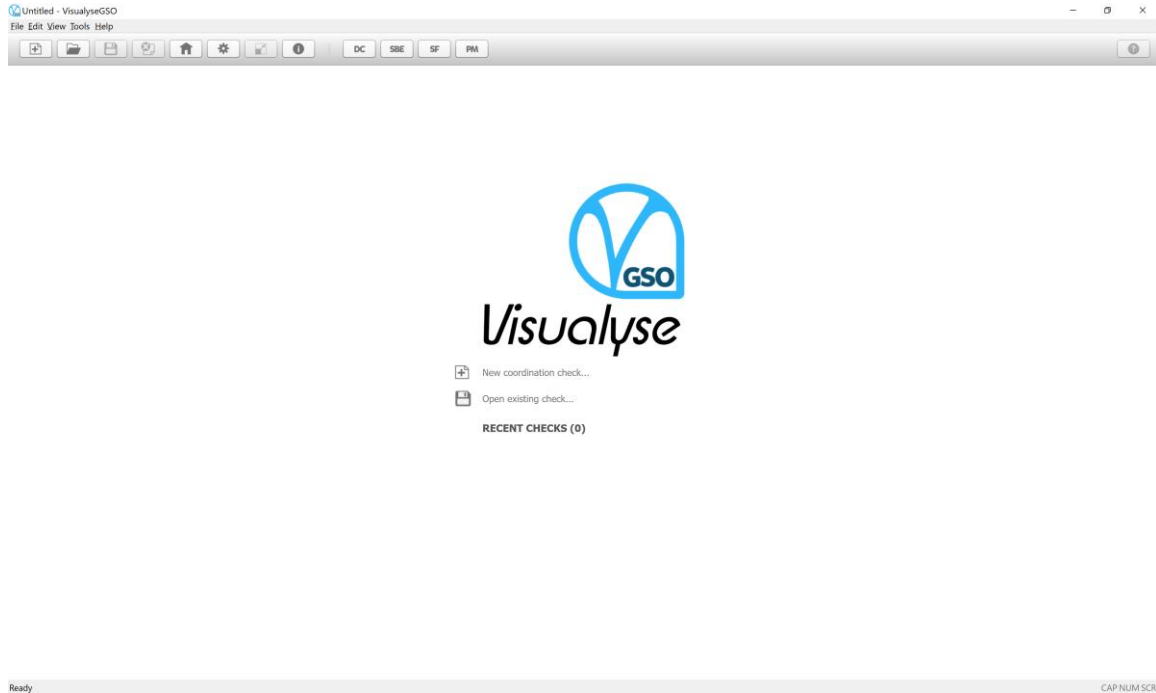 Untitled - VisualyseGSO
File Edit View Tools Help
DC SBE SF PM
GSO
Visualyse
New coordination check...
Open existing check...
RECENT CHECKS (0)
Ready
CAP NUM SCR